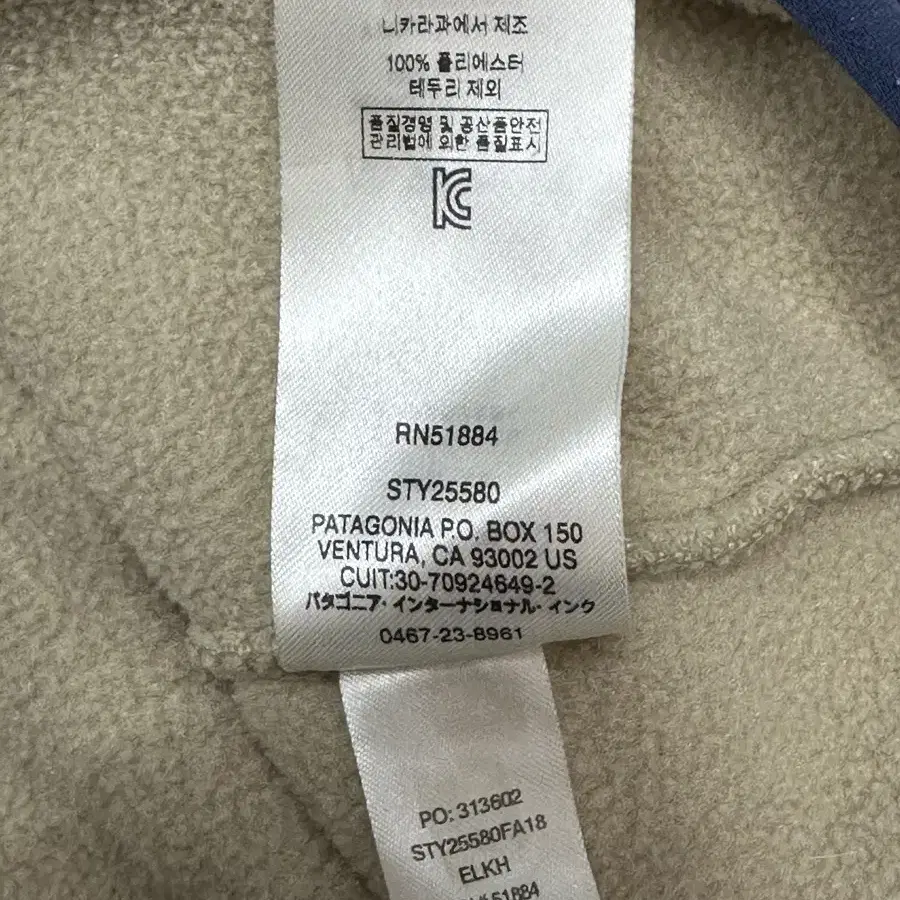 니카라과에서 제조
100% 폴리에스터
테두리 제외
품질경영 및 공산품안전
관리법에 의한 품질표시
RN51884
STY25580
PATAGONIA P.O. BOX 150
VENTURA, CA 93002 US
CUIT:30-70924649-2
パタゴニア・インターナショナル・インク
0467-23-8961
PO: 313602
STY25580FA18
ELKH
51884